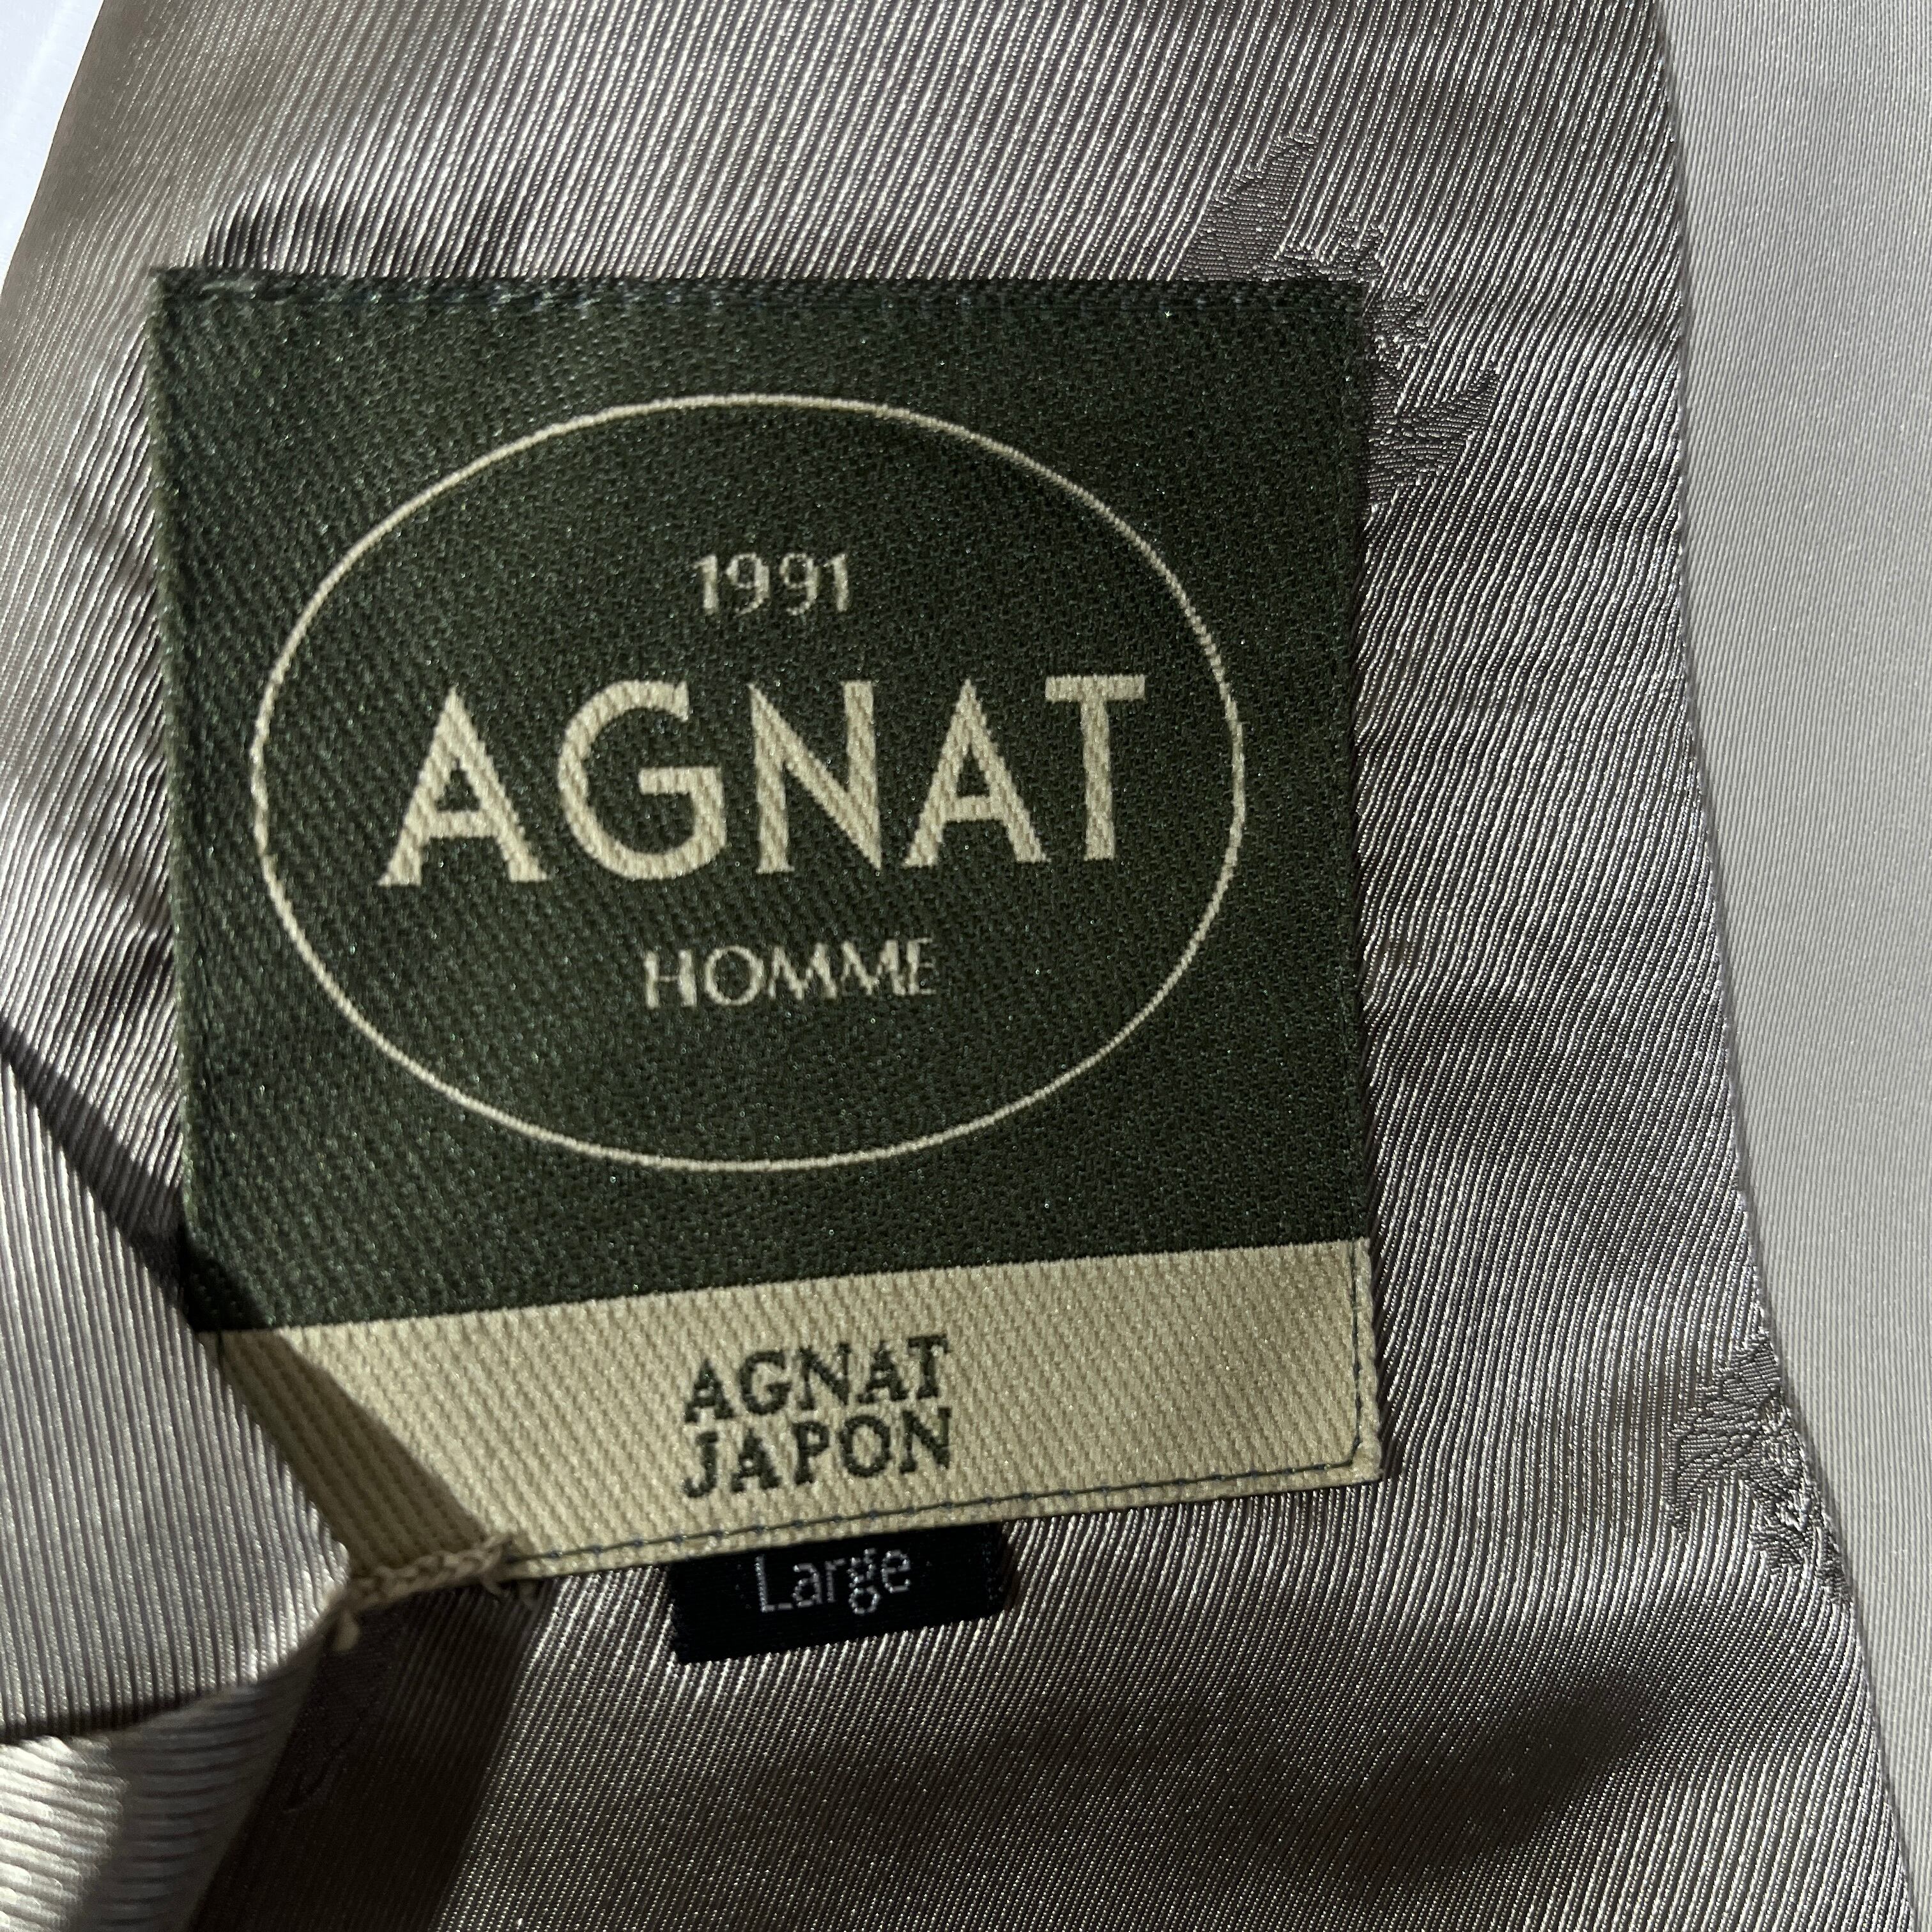 1991
AGNAT
HOMME
AGNAT
JAPON
Large